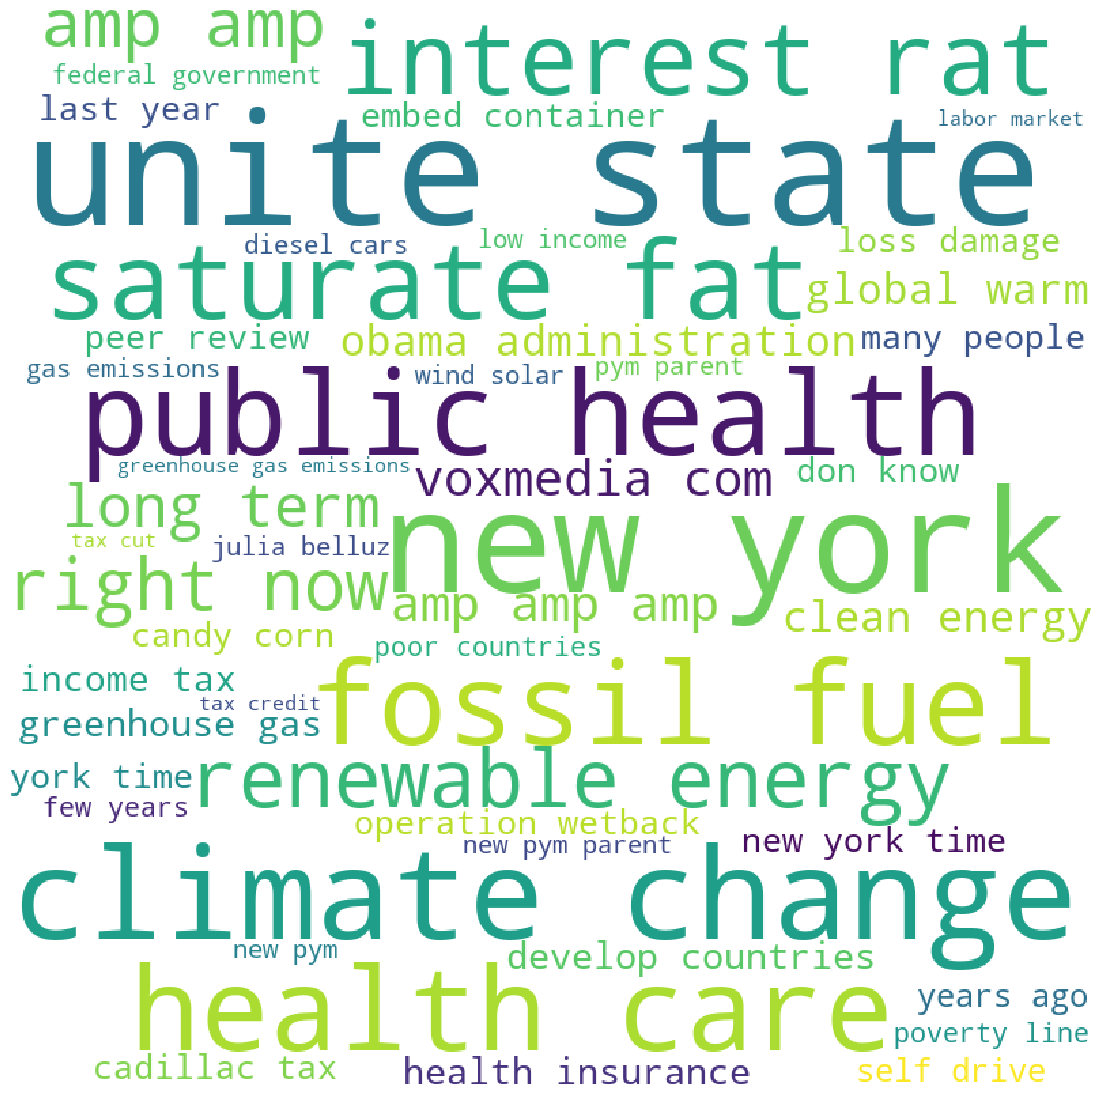 amp amp
interest rat
federal government
last year
embed container
labor market
unite state
diesel cars
low income
loss damage
saturate fat
global warm
peer review
obama administration
many people
gas emissions
wind solar
pym parent
public health
greenhouse gas emissions
voxmedia com
don know
long term
new york
tax cut
julia belluz
right now
amp amp amp
clean energy
candy corn
poor countries
income tax
fossil fuel
tax credit
greenhouse gas
york time
renewable energy
few years
operation wetback
new pym parent
new york time
climate change
new pym
develop countries
health care
years ago
poverty line
cadillac tax
health insurance
self drive